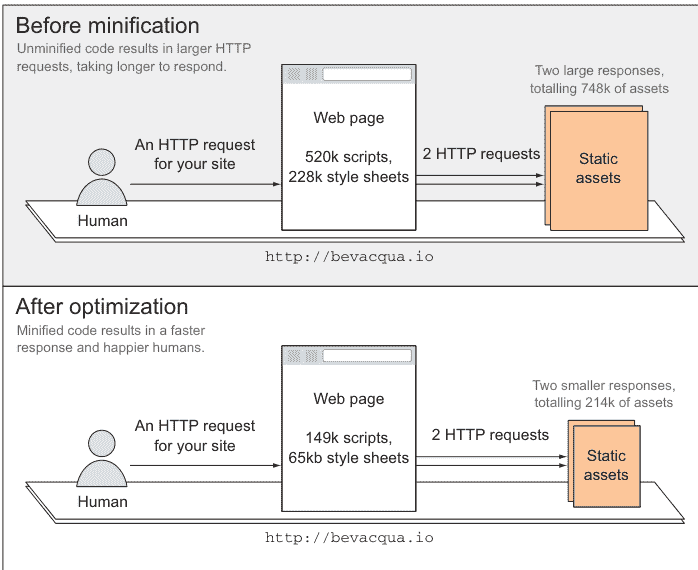 Before minification
Unminified code results in larger HTTP
requests, taking longer to respond.
Two large responses,
totalling 748k of assets
An HTTP request
for your site
Web page
520k scripts,
228k style sheets
2 HTTP requests
Static
assets
Human
http://bevacqua.io
After optimization
Minified code results in a faster
response and happier humans.
Two smaller responses,
totalling 214k of assets
An HTTP request
for your site
Web page
149k scripts,
65kb style sheets
2 HTTP requests
Static
assets
Human
http://bevacqua.io